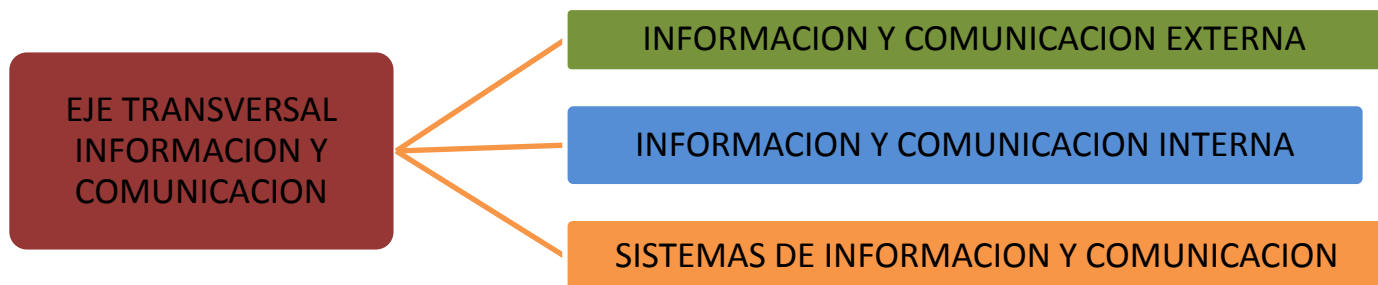 EJE TRANSVERSAL
INFORMACION Y
COMUNICACION
INFORMACION Y COMUNICACION EXTERNA
INFORMACION Y COMUNICACION INTERNA
SISTEMAS DE INFORMACION Y COMUNICACION